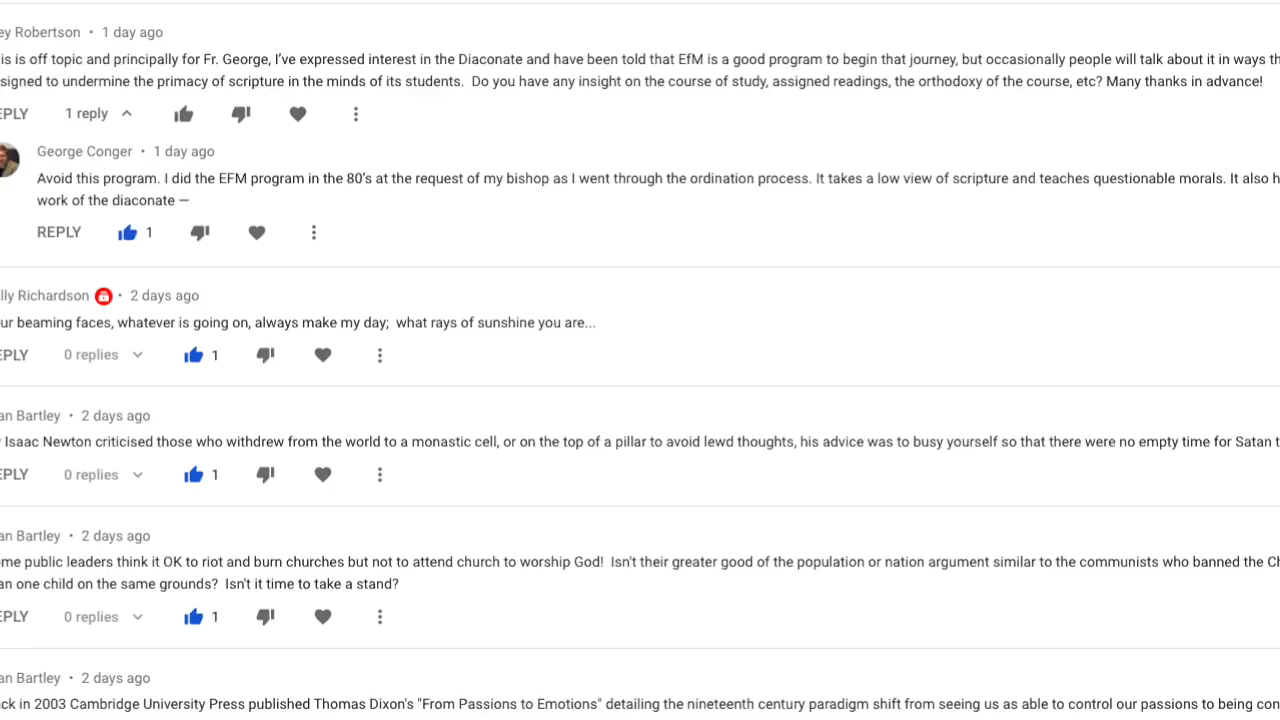 ey Robertson • 1 day ago
is is off topic and principally for Fr. George, I've expressed interest in the Diaconate and have been told that EfM is a good program to begin that journey, but occasionally people will talk about it in ways th
signed to undermine the primacy of scripture in the minds of its students.  Do you have any insight on the course of study, assigned readings, the orthodoxy of the course, etc? Many thanks in advance!
EPLY 1 reply
George Conger • 1 day ago
Avoid this program. I did the EFM program in the 80's at the request of my bishop as I went through the ordination process. It takes a low view of scripture and teaches questionable morals. It also h
work of the diaconate —
REPLY 1
lly Richardson • 2 days ago
ur beaming faces, whatever is going on, always make my day;  what rays of sunshine you are...
EPLY 0 replies 1
an Bartley • 2 days ago
r Isaac Newton criticised those who withdrew from the world to a monastic cell, or on the top of a pillar to avoid lewd thoughts, his advice was to busy yourself so that there were no empty time for Satan t
EPLY 0 replies 1
an Bartley • 2 days ago
me public leaders think it OK to riot and burn churches but not to attend church to worship God!  Isn't their greater good of the population or nation argument similar to the communists who banned the Ch
an one child on the same grounds?  Isn't it time to take a stand?
EPLY 0 replies 1
an Bartley • 2 days ago
ck in 2003 Cambridge University Press published Thomas Dixon's "From Passions to Emotions" detailing the nineteenth century paradigm shift from seeing us as able to control our passions to being con